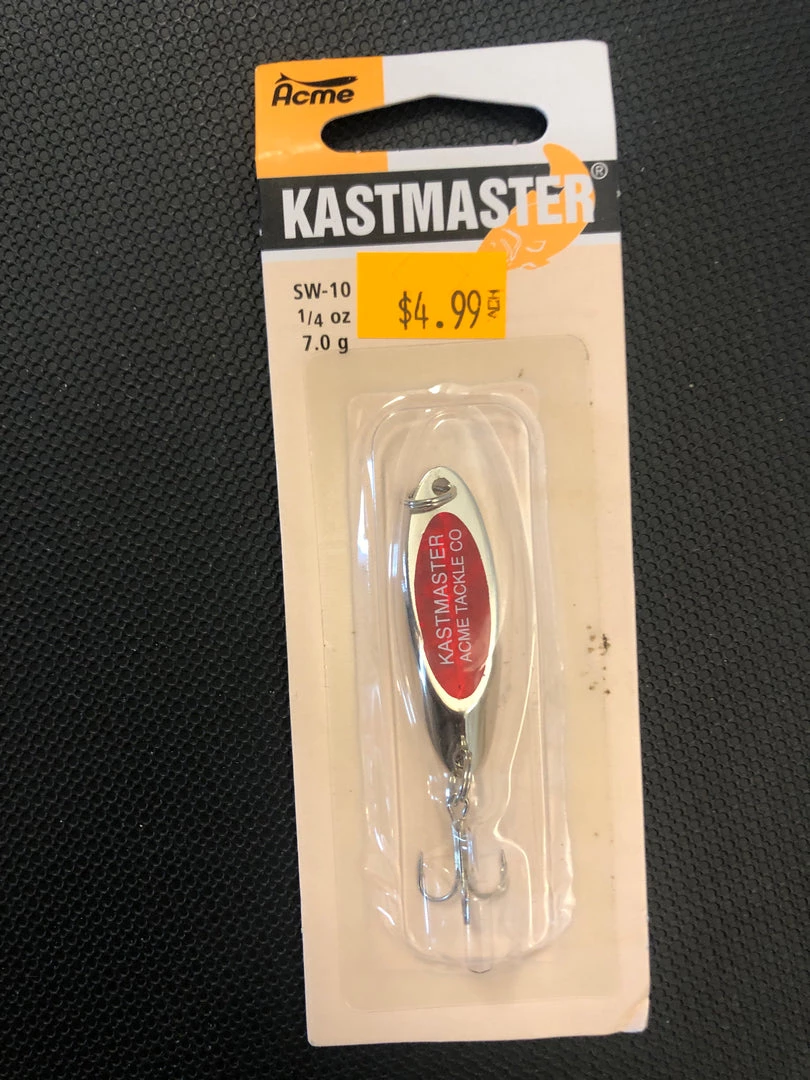 Acme
KASTMASTER®
SW-10
1/4 oz
7.0 g
$4.99
KASTMASTER
ACME TACKLE CO